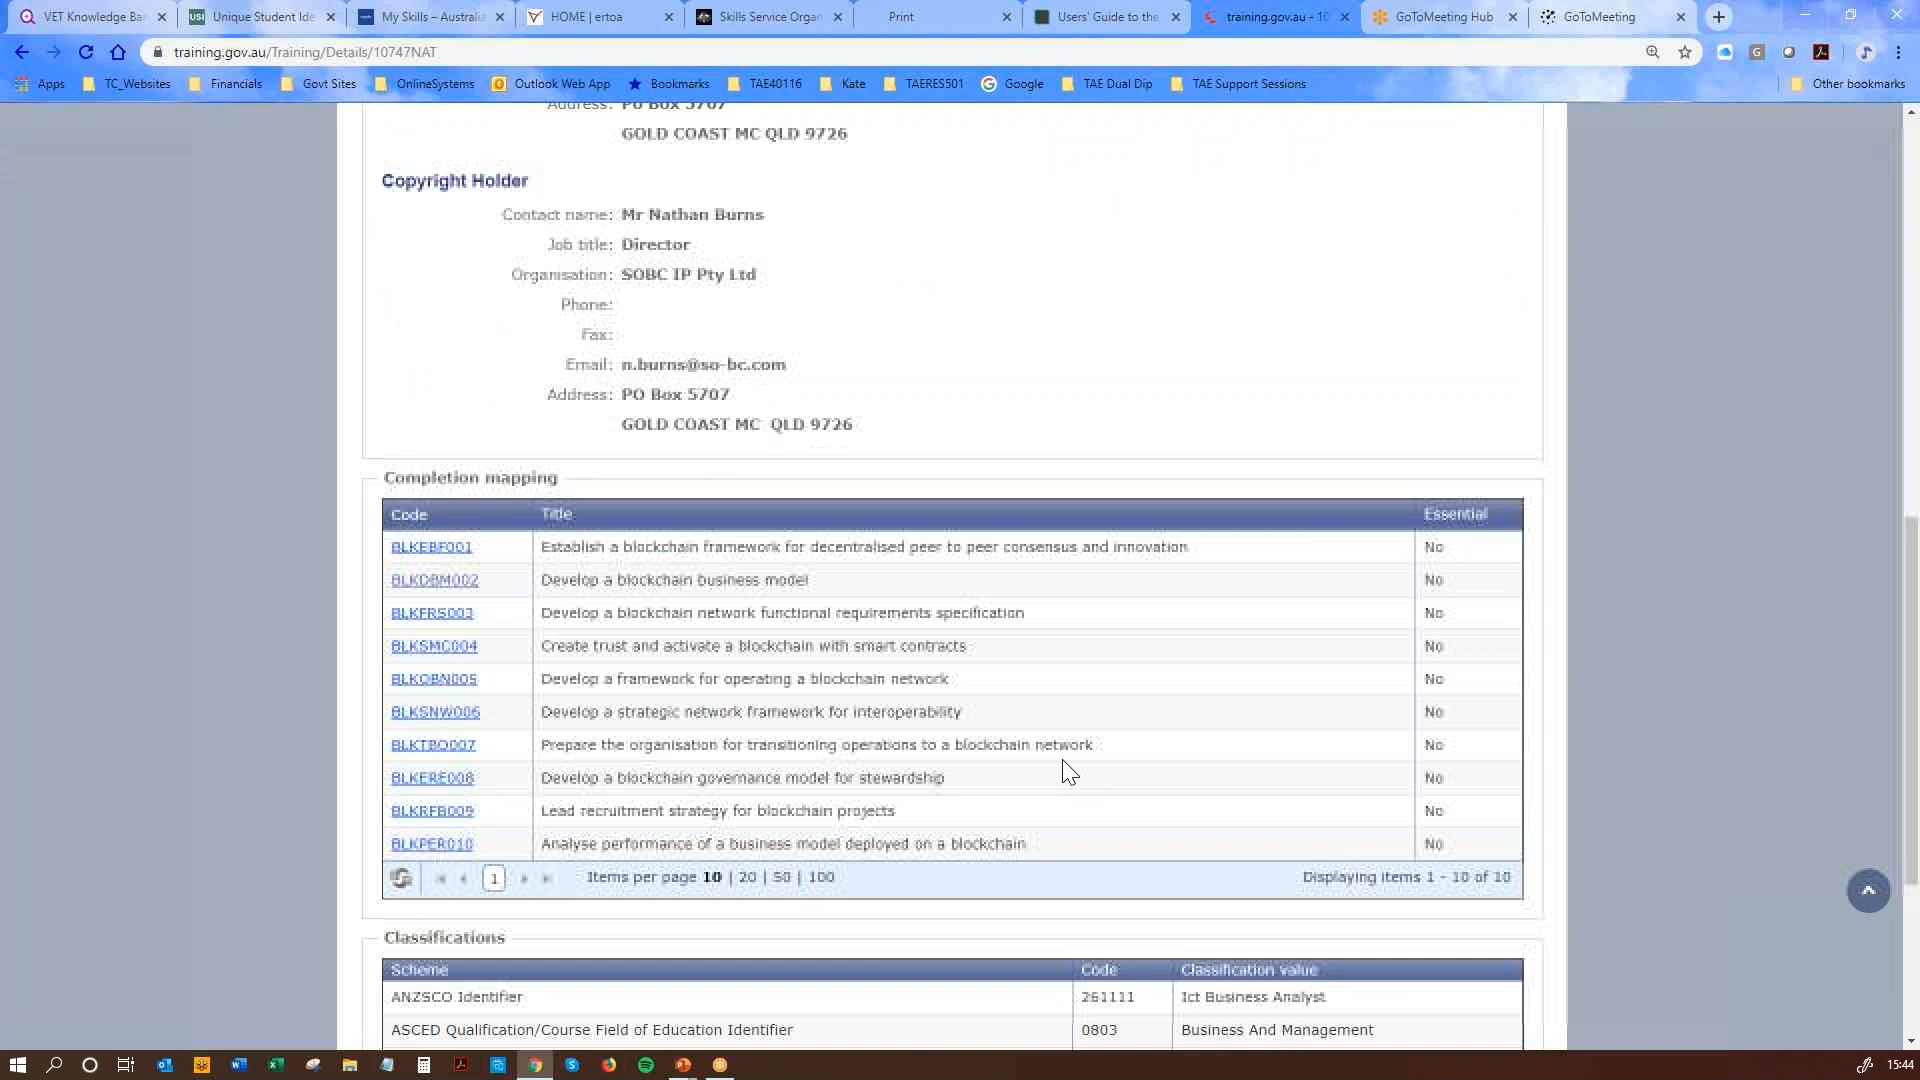 VET Knowledge Ba
Unique Student Ide
My Skills – Australi
HOME | ertoa
Skills Service Organ
Print
Users' Guide to the
training.gov.au - 10
GoToMeeting Hub
GoToMeeting
training.gov.au/Training/Details/10747NAT
Apps
TC_Websites
Financials
Govt Sites
OnlineSystems
Outlook Web App
Bookmarks
TAE40116
Kate
TAERES501
Google
TAE Dual Dip
TAE Support Sessions
Other bookmarks
Address: Po Box 5707
GOLD COAST MC QLD 9726
Copyright Holder
Contact name: Mr Nathan Burns
Job title: Director
Organisation: SOBC IP Pty Ltd
Phone:
Fax:
Email: n.burns@so-bc.com
Address: PO Box 5707
GOLD COAST MC QLD 9726
Completion mapping
Code Title Essential
BLKEBF001 Establish a blockchain framework for decentralised peer to peer consensus and innovation No
BLKDBM002 Develop a blockchain business model No
BLKFRS003 Develop a blockchain network functional requirements specification No
BLKSMC004 Create trust and activate a blockchain with smart contracts No
BLKOBN005 Develop a framework for operating a blockchain network No
BLKSNW006 Develop a strategic network framework for interoperability No
BLKTBO007 Prepare the organisation for transitioning operations to a blockchain network No
BLKERE008 Develop a blockchain governance model for stewardship No
BLKRFB009 Lead recruitment strategy for blockchain projects No
BLKPER010 Analyse performance of a business model deployed on a blockchain No
1 Items per page 10 | 20 | 50 | 100 Displaying items 1 - 10 of 10
Classifications
Scheme Code Classification value
ANZSCO Identifier 261111 Ict Business Analyst
ASCED Qualification/Course Field of Education Identifier 0803 Business And Management
15:44